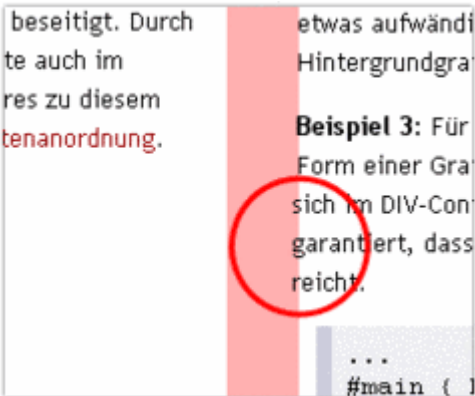 beseitigt. Durch
te auch im
res zu diesem
tenanordnung.
etwas aufwändi
Hintergrundgra
Beispiel 3: Für
Form einer Gra
sich im DIV-Con
garantiert, dass
reicht.
...
#main {